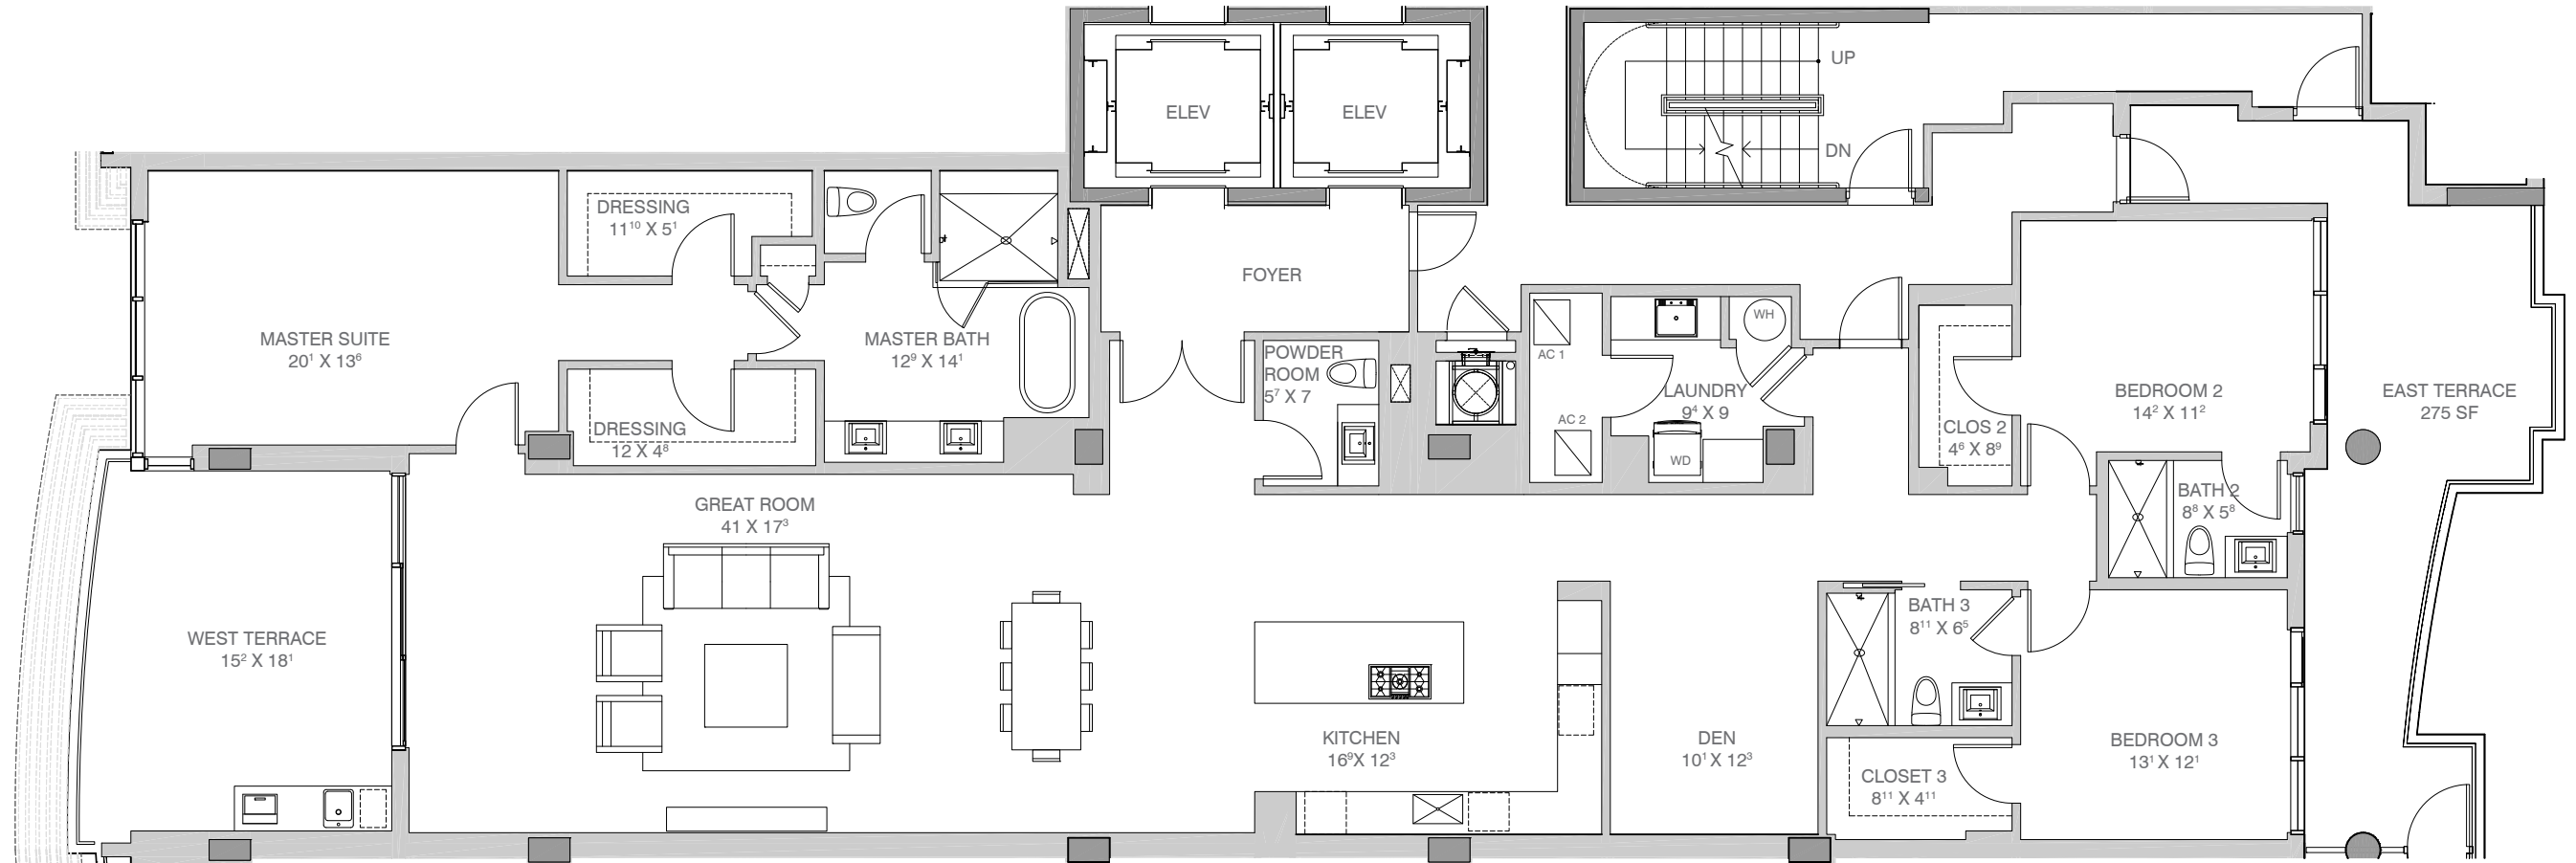 UP
ELEV
ELEV
DN
DRESSING
11¹⁰ X 5¹
FOYER
MASTER SUITE
20¹ X 13⁶
MASTER BATH
12⁹ X 14¹
POWDER
ROOM
5⁷ X 7
AC 1
WH
LAUNDRY
9⁴ X 9
AC 2
WD
BEDROOM 2
14² X 11²
EAST TERRACE
275 SF
DRESSING
12 X 4⁸
CLOS 2
4⁶ X 8⁹
BATH 2
8⁸ X 5⁸
GREAT ROOM
41 X 17³
BATH 3
8¹¹ X 6⁵
WEST TERRACE
15² X 18¹
KITCHEN
16⁹X 12³
DEN
10¹ X 12³
BEDROOM 3
13¹ X 12¹
CLOSET 3
8¹¹ X 4¹¹